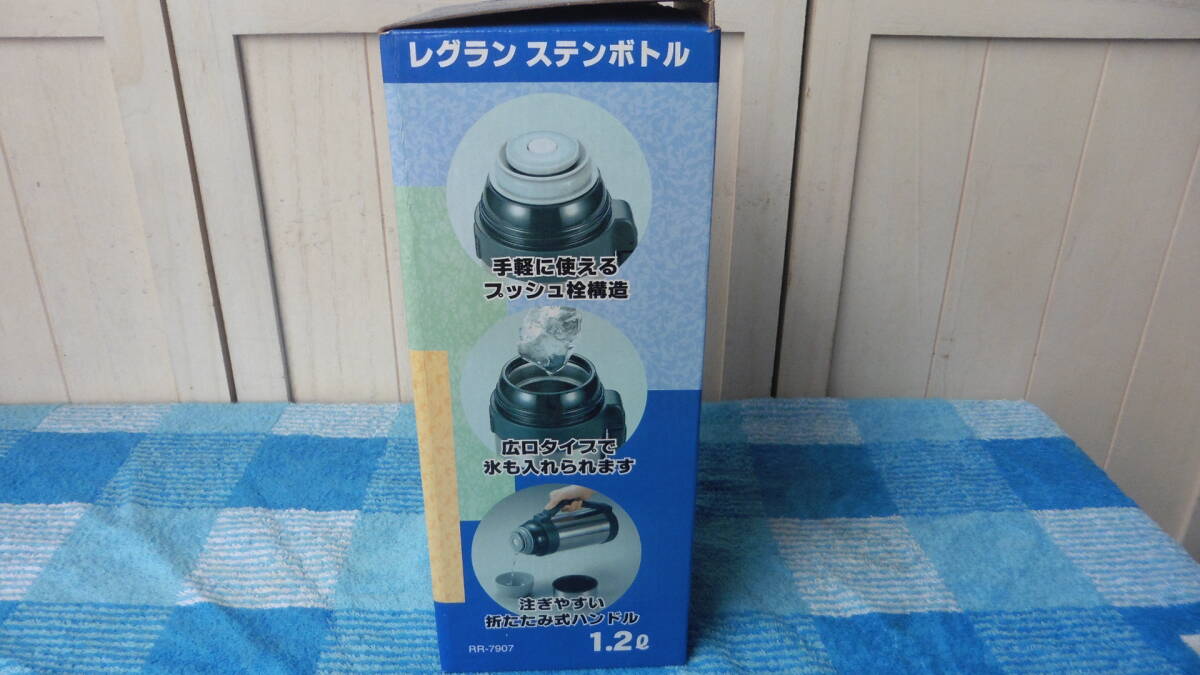 レグラン ステンボトル
手軽に使える
プッシュ栓構造
広口タイプで
氷も入れられます
注ぎやすい
折たたみ式ハンドル
RR-7907
1.2ℓ